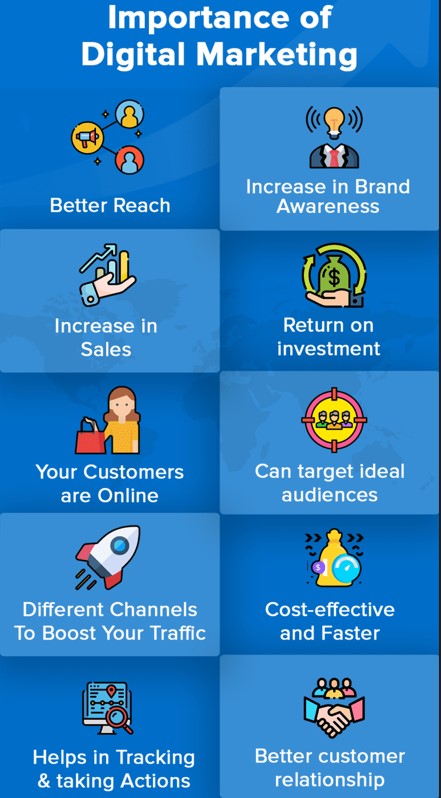 Importance of
Digital Marketing
Better Reach
Increase in Brand
Awareness
Increase in
Sales
$
Return on
investment
Your Customers
are Online
Can target ideal
audiences
Different Channels
To Boost Your Traffic
$
Cost-effective
and Faster
Helps in Tracking
& taking Actions
Better customer
relationship